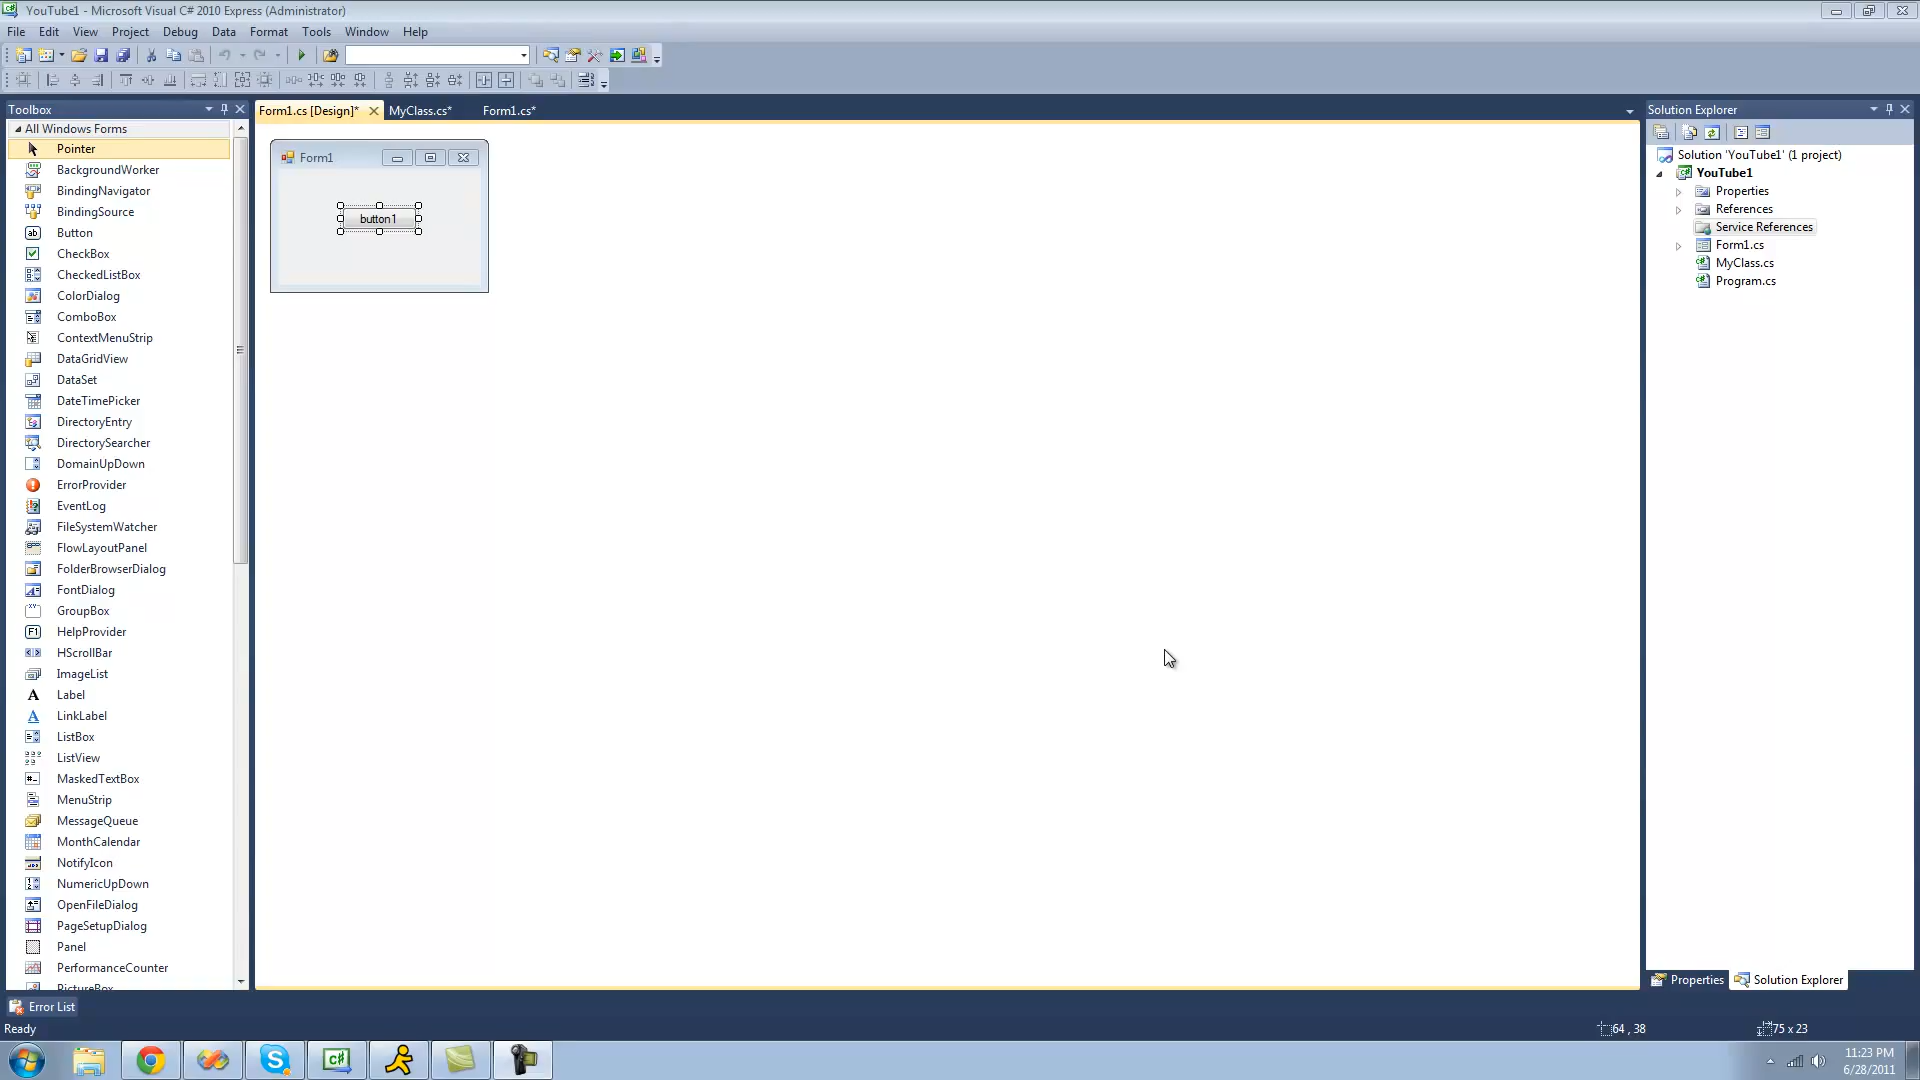 YouTube1 - Microsoft Visual C# 2010 Express (Administrator)
File Edit View Project Debug Data Format Tools Window Help
Toolbox
All Windows Forms
Pointer
BackgroundWorker
BindingNavigator
BindingSource
Button
CheckBox
CheckedListBox
ColorDialog
ComboBox
ContextMenuStrip
DataGridView
DataSet
DateTimePicker
DirectoryEntry
DirectorySearcher
DomainUpDown
ErrorProvider
EventLog
FileSystemWatcher
FlowLayoutPanel
FolderBrowserDialog
FontDialog
GroupBox
HelpProvider
HScrollBar
ImageList
Label
LinkLabel
ListBox
ListView
MaskedTextBox
MenuStrip
MessageQueue
MonthCalendar
NotifyIcon
NumericUpDown
OpenFileDialog
PageSetupDialog
Panel
PerformanceCounter
PictureBox
Form1.cs [Design]* MyClass.cs* Form1.cs*
Form1
button1
Solution Explorer
Solution 'YouTube1' (1 project)
YouTube1
Properties
References
Service References
Form1.cs
MyClass.cs
Program.cs
Properties Solution Explorer
Error List
Ready 64 , 38 75 x 23
11:23 PM
6/28/2011